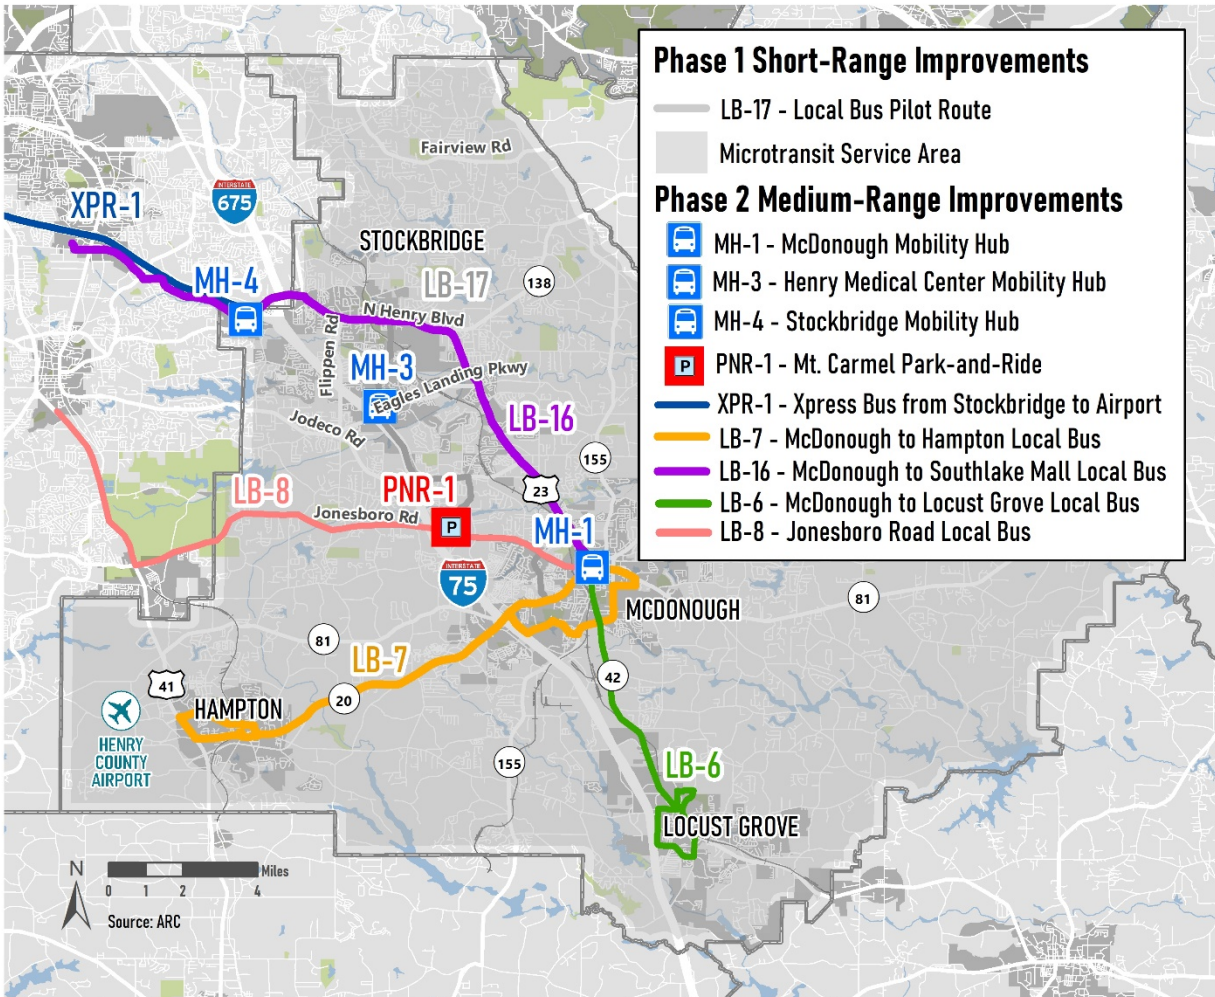 Phase 1 Short-Range Improvements
LB-17 - Local Bus Pilot Route
Microtransit Service Area
Phase 2 Medium-Range Improvements
MH-1 - McDonough Mobility Hub
MH-3 - Henry Medical Center Mobility Hub
MH-4 - Stockbridge Mobility Hub
P
PNR-1 - Mt. Carmel Park-and-Ride
XPR-1 - Xpress Bus from Stockbridge to Airport
LB-7 - McDonough to Hampton Local Bus
LB-16 - McDonough to Southlake Mall Local Bus
LB-6 - McDonough to Locust Grove Local Bus
LB-8 - Jonesboro Road Local Bus
Fairview Rd
INTERSTATE
675
XPR-1
STOCKBRIDGE
MH-4
LB-17
138
N Henry Blvd
Flippen Rd
MH-3
Eagles Landing Pkwy
Jodeco Rd
LB-16
155
23
LB-8
PNR-1
Jonesboro Rd
P
MH-1
INTERSTATE
75
81
MCDONOUGH
81
LB-7
42
41
20
HAMPTON
HENRY
COUNTY
AIRPORT
155
LB-6
LOCUST GROVE
N
Miles
0 1 2 4
Source: ARC